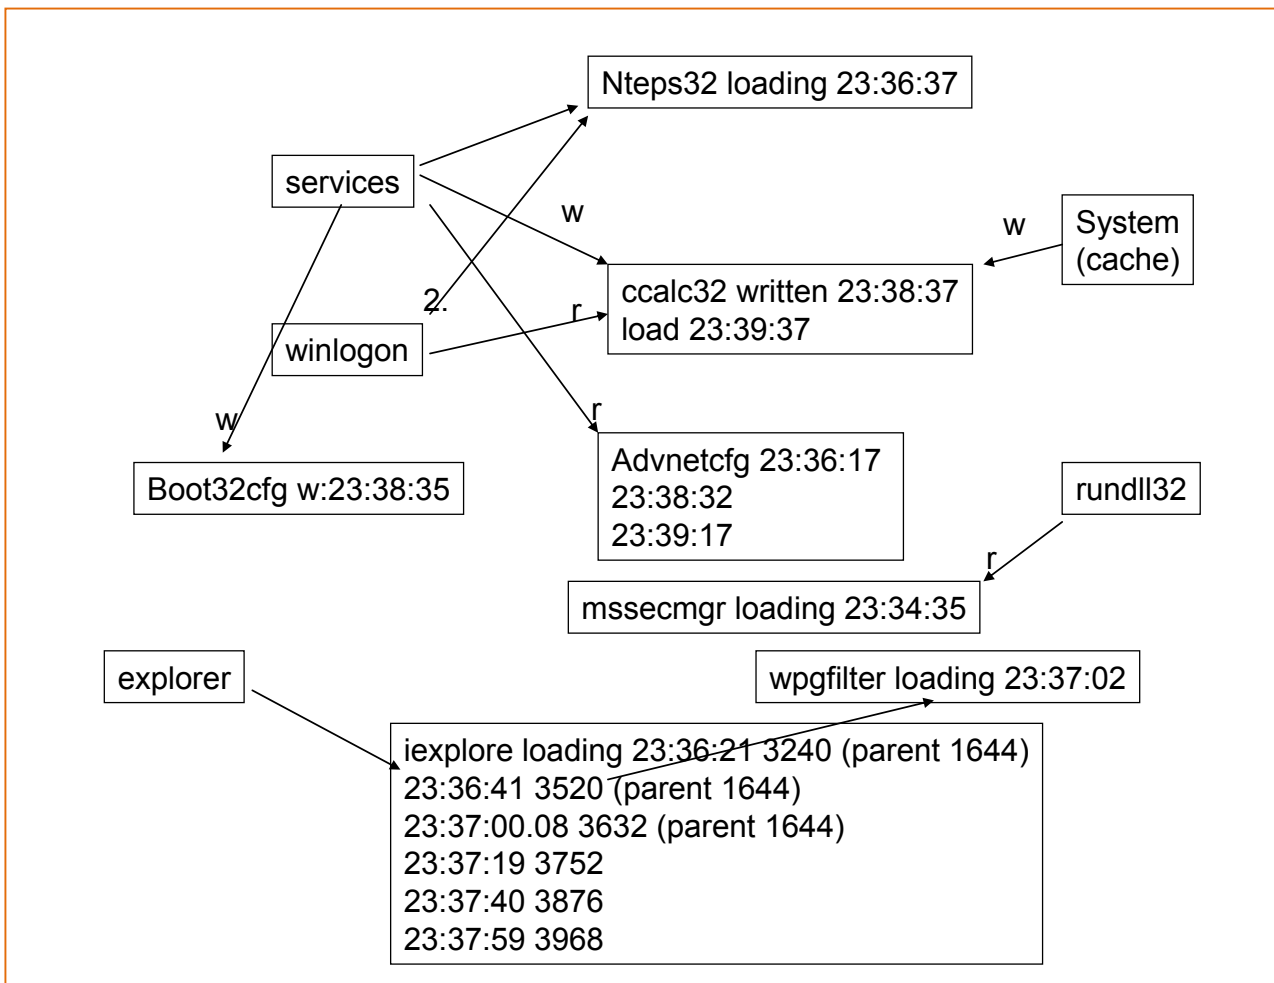 Nteps32 loading 23:36:37
services
w
w
System
(cache)
ccalc32 written 23:38:37
load 23:39:37
2.
r
winlogon
w
r
Advnetcfg 23:36:17
23:38:32
23:39:17
Boot32cfg w:23:38:35
rundll32
r
mssecmgr loading 23:34:35
explorer
wpgfilter loading 23:37:02
iexplore loading 23:36:21 3240 (parent 1644)
23:36:41 3520 (parent 1644)
23:37:00.08 3632 (parent 1644)
23:37:19 3752
23:37:40 3876
23:37:59 3968